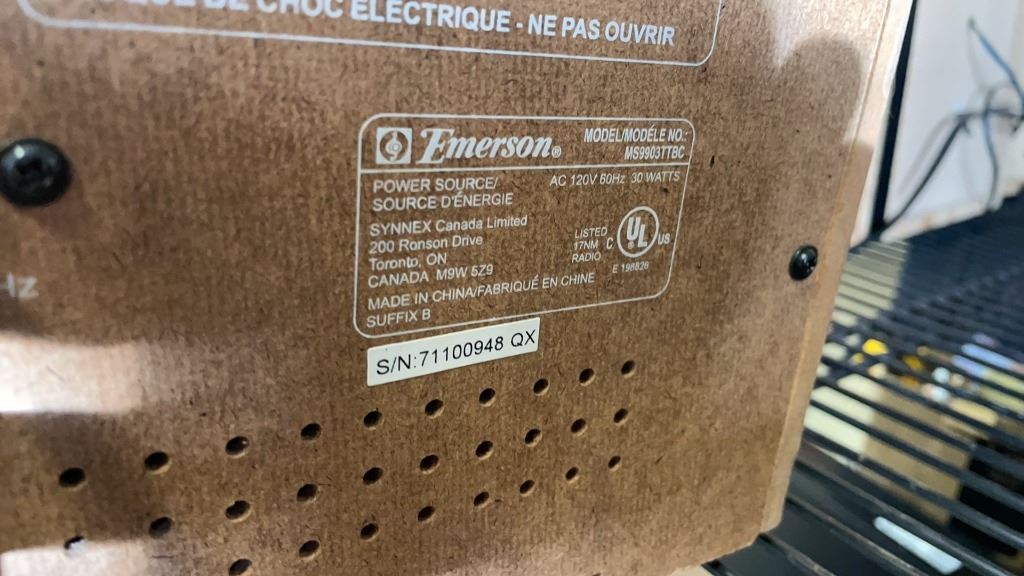 DE CHOC ÉLECTRIQUE - NE PAS OUVRIR
Emerson®
MODEL/MODÈLE NO.:
MS9903TTBC
POWER SOURCE/
SOURCE D'ÉNERGIE
AC 120V 60Hz 30 WATTS
SYNNEX Canada Limited
200 Ronson Drive
Toronto, ON
CANADA M9W 5Z9
LISTED
17NM
RADIO
C UL US
E 198826
MADE IN CHINA/FABRIQUÉ EN CHINE
SUFFIX B
S/N:71100948 QX
Hz